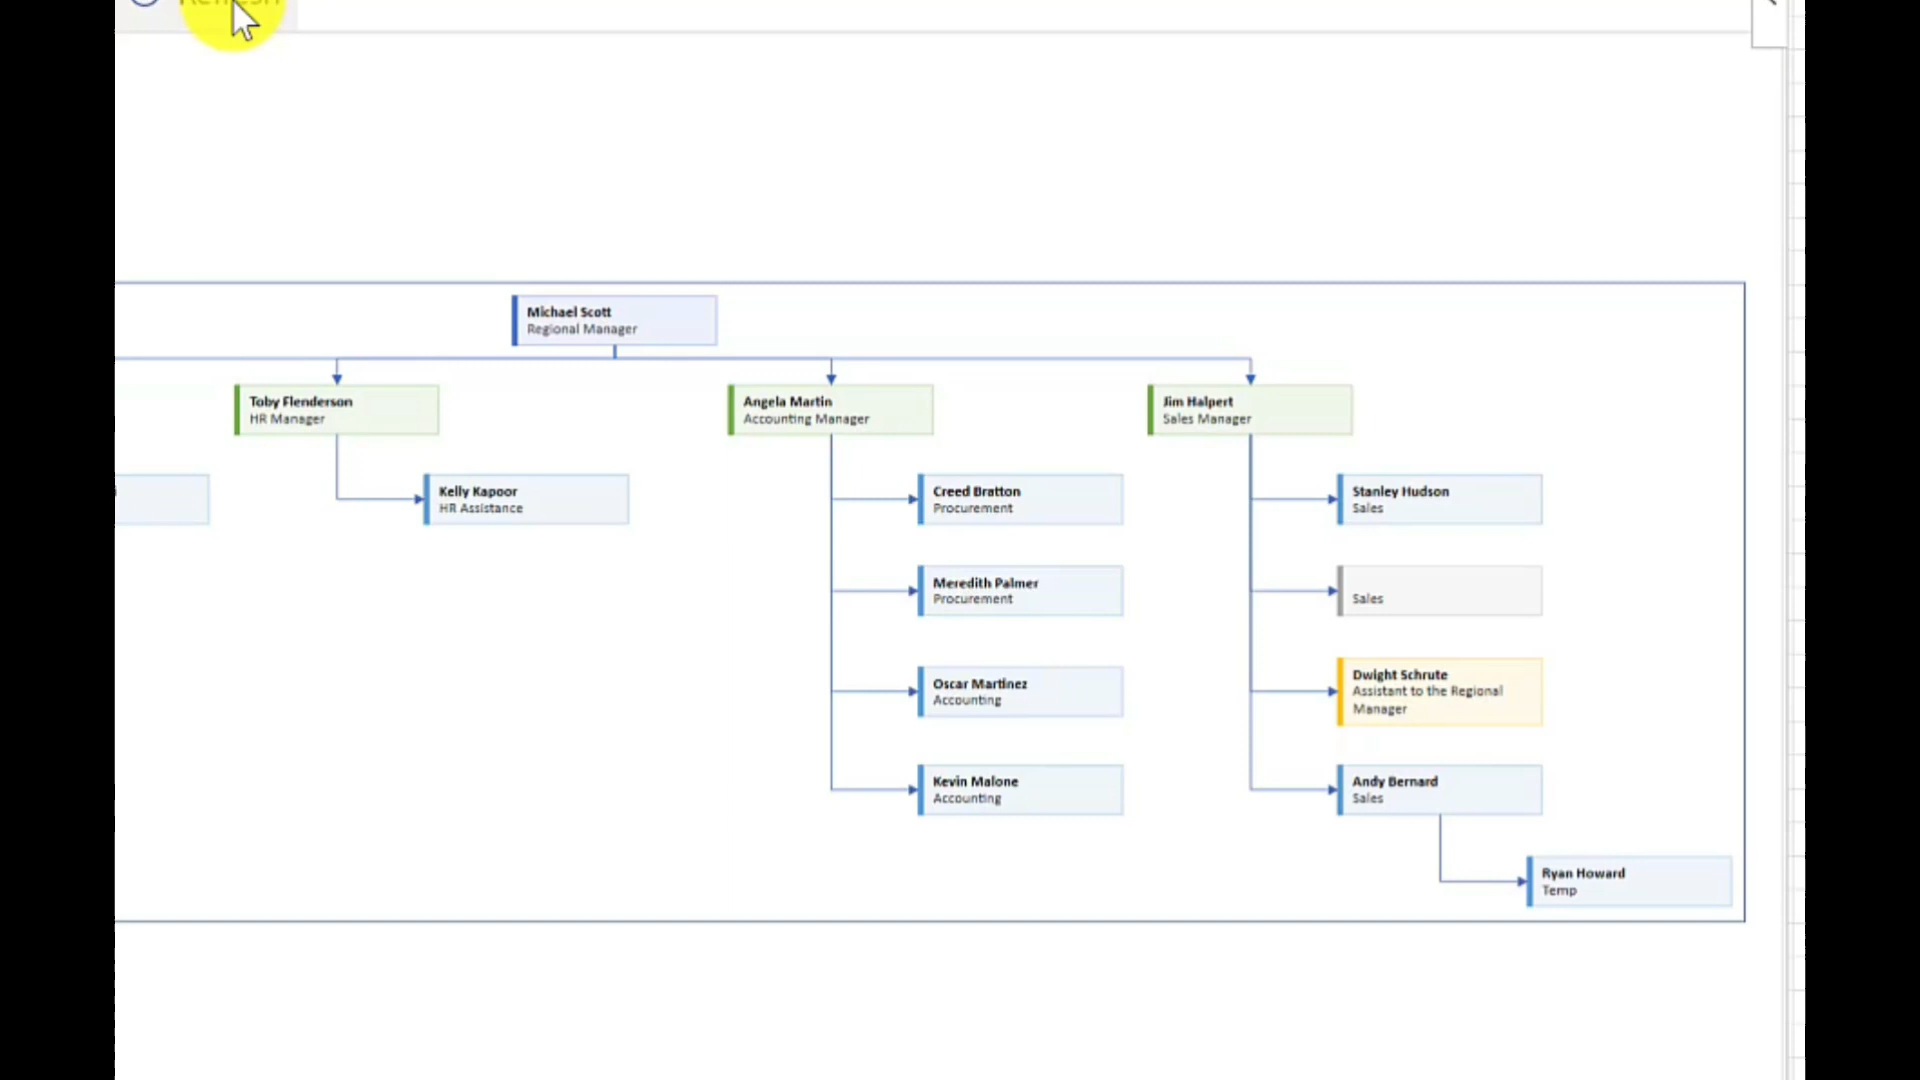 Refresh
Michael Scott
Regional Manager
Toby Flenderson
HR Manager
Angela Martin
Accounting Manager
Jim Halpert
Sales Manager
Kelly Kapoor
HR Assistance
Creed Bratton
Procurement
Stanley Hudson
Sales
Meredith Palmer
Procurement
Sales
Oscar Martinez
Accounting
Dwight Schrute
Assistant to the Regional
Manager
Kevin Malone
Accounting
Andy Bernard
Sales
Ryan Howard
Temp